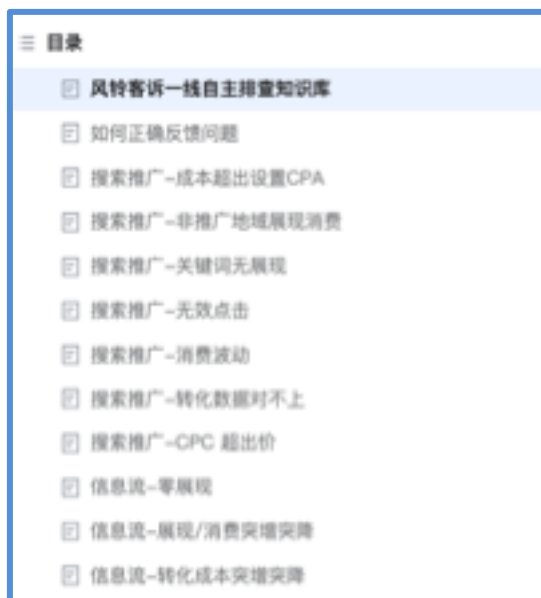 目录
风铃客诉一线自主排查知识库
如何正确反馈问题
搜索推广-成本超出设置CPA
搜索推广-非推广地域展现消费
搜索推广-关键词无展现
搜索推广-无效点击
搜索推广-消费波动
搜索推广-转化数据对不上
搜索推广-CPC 超出价
信息流-零展现
信息流-展现/消费突增突降
信息流-转化成本突增突降